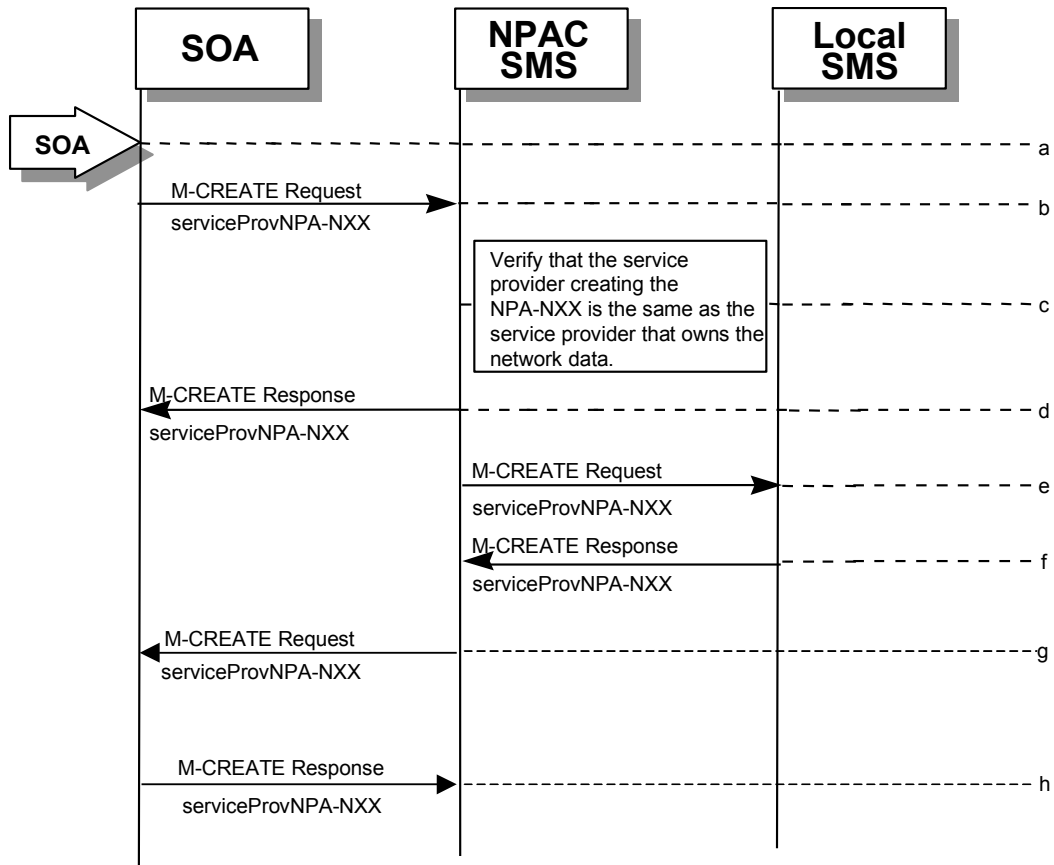 SOA
NPAC
SMS
Local
SMS
SOA
a
M-CREATE Request
serviceProvNPA-NXX
b
Verify that the service
provider creating the
NPA-NXX is the same as the
service provider that owns the
network data.
c
M-CREATE Response
serviceProvNPA-NXX
d
M-CREATE Request
serviceProvNPA-NXX
e
M-CREATE Response
serviceProvNPA-NXX
f
M-CREATE Request
serviceProvNPA-NXX
g
M-CREATE Response
serviceProvNPA-NXX
h